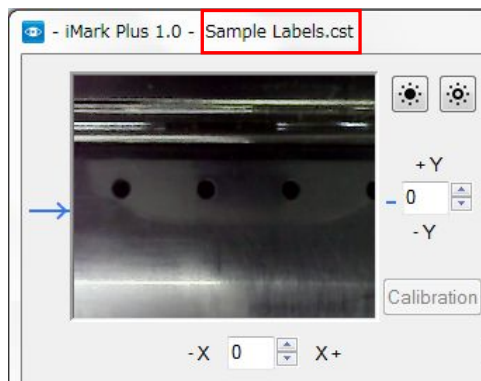 - iMark Plus 1.0 - Sample Labels.cst
+ Y
0
- Y
Calibration
- X 0 X +